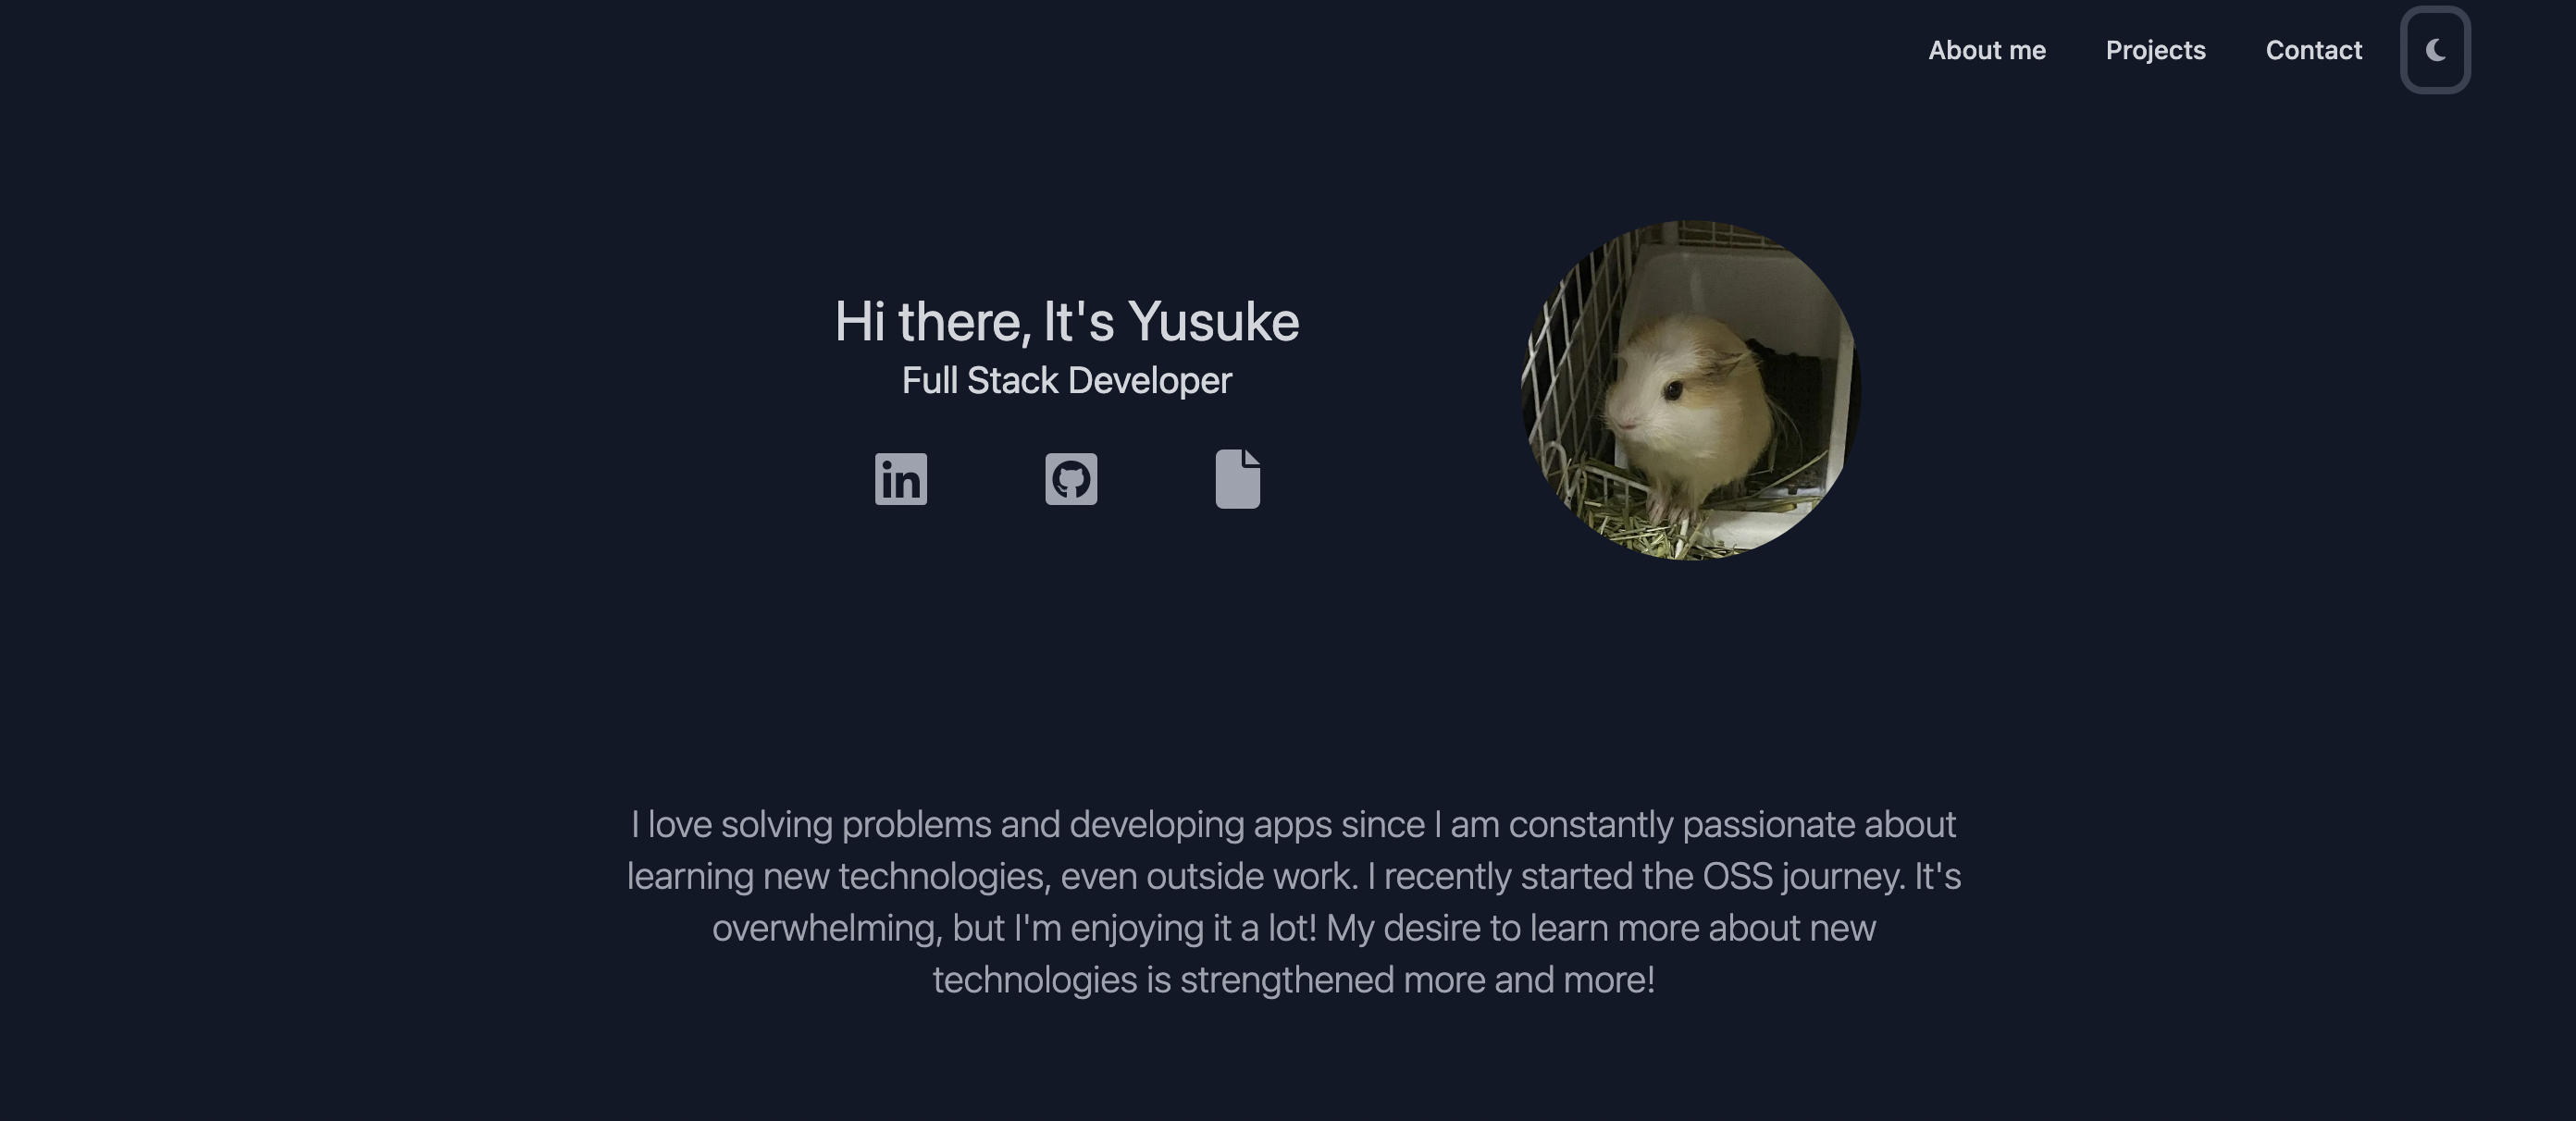 About me
Projects
Contact
Hi there, It's Yusuke
Full Stack Developer
in
I love solving problems and developing apps since I am constantly passionate about
learning new technologies, even outside work. I recently started the OSS journey. It's
overwhelming, but I'm enjoying it a lot! My desire to learn more about new
technologies is strengthened more and more!